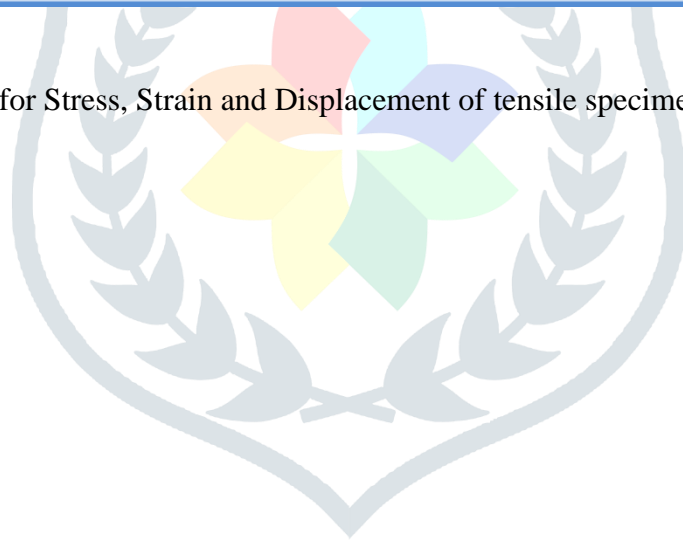 for Stress, Strain and Displacement of tensile specime